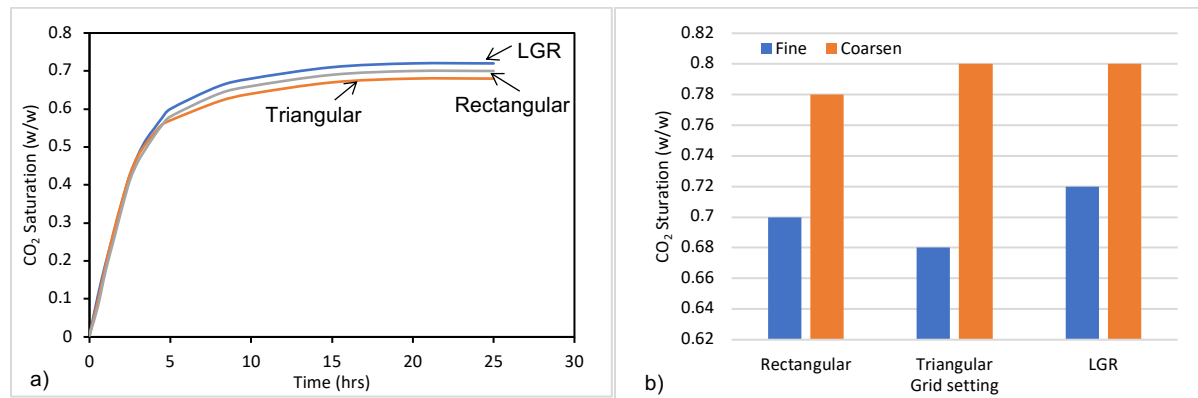 0.8
0.7
0.6
0.5
0.4
0.3
0.2
0.1
0
CO₂ Saturation (w/w)
LGR
Rectangular
Triangular
0 5 10 15 20 25 30
Time (hrs)
a)
Fine Coarsen
0.82
0.8
0.78
0.76
0.74
0.72
0.7
0.68
0.66
0.64
0.62
CO₂ Sturation (w/w)
Rectangular Triangular LGR
Grid setting
b)